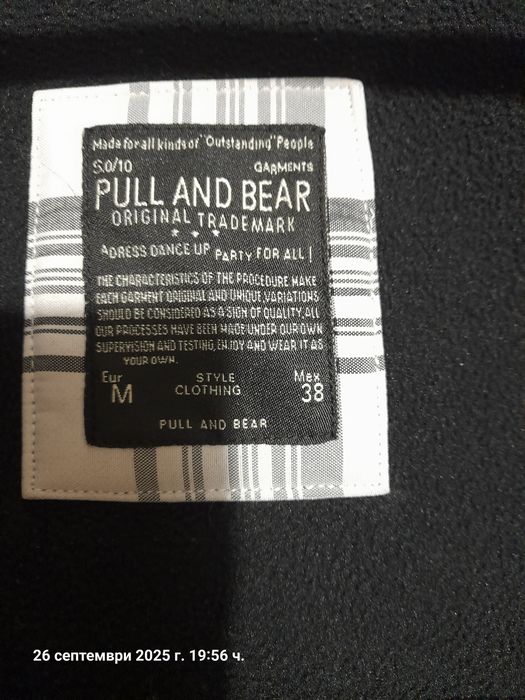 Made for all kinds of "Outstanding" People
S.0/10 GARMENTS
PULL AND BEAR
ORIGINAL TRADEMARK
ADRESS DANCE UP PARTY FOR ALL!
THE CHARACTERISTICS OF THE PROCEDURE MAKE
EACH GARMENT ORIGINAL AND UNIQUE VARIATIONS
SHOULD BE CONSIDERED AS A SIGN OF QUALITY, ALL
OUR PROCESSES HAVE BEEN MADE UNDER OUR OWN
SUPERVISION AND TESTING, ENJOY AND WEAR IT AS
YOUR OWN.
Eur STYLE Mex
M CLOTHING 38
PULL AND BEAR
26 септември 2025 г. 19:56 ч.